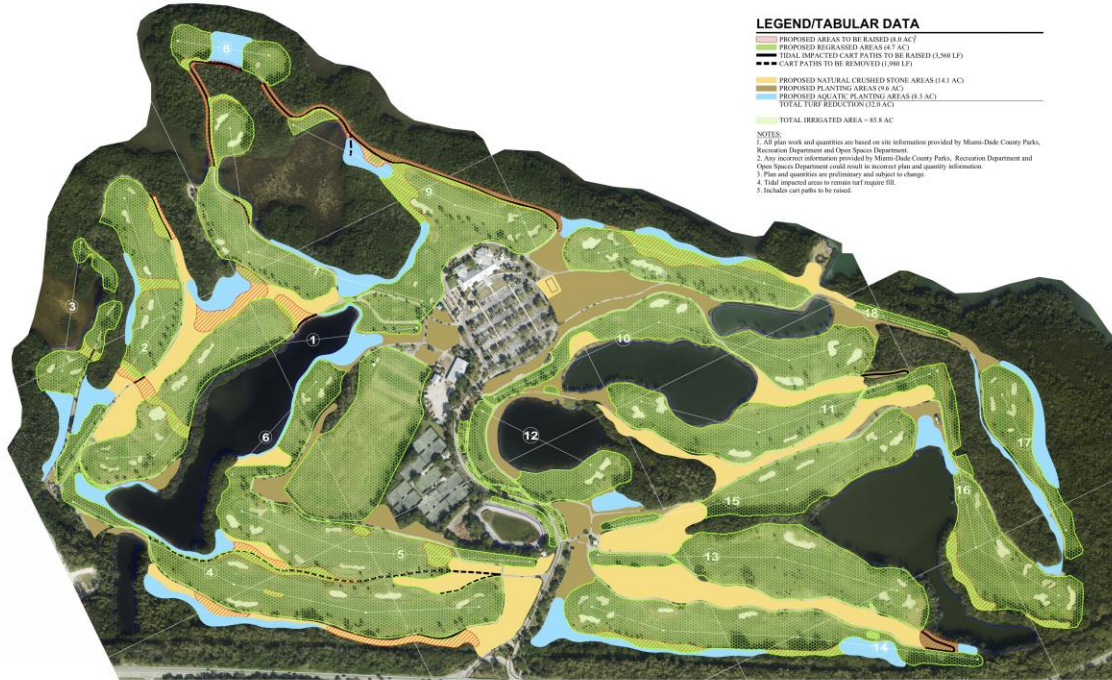 LEGEND/TABULAR DATA
PROPOSED AREAS TO BE RAISED (8.0 AC)⁵
PROPOSED REGRASSED AREAS (4.7 AC)
TIDAL IMPACTED CART PATHS TO BE RAISED (3,560 LF)
CART PATHS TO BE REMOVED (1,980 LF)
PROPOSED NATURAL CRUSHED STONE AREAS (14.1 AC)
PROPOSED PLANTING AREAS (9.6 AC)
PROPOSED AQUATIC PLANTING AREAS (8.3 AC)
TOTAL TURF REDUCTION (32.0 AC)
TOTAL IRRIGATED AREA = 85.8 AC
NOTES:
1. All plan work and quantities are based on site information provided by Miami-Dade County Parks,
Recreation Department and Open Spaces Department.
2. Any incorrect information provided by Miami-Dade County Parks, Recreation Department and
Open Spaces Department could result in incorrect plan and quantity information.
3. Plan and quantities are preliminary and subject to change.
4. Tidal impacted areas to remain turf require fill.
5. Includes cart paths to be raised.
8
9
7
3
18
2
1
10
11
6
12
17
15
16
5
13
4
14